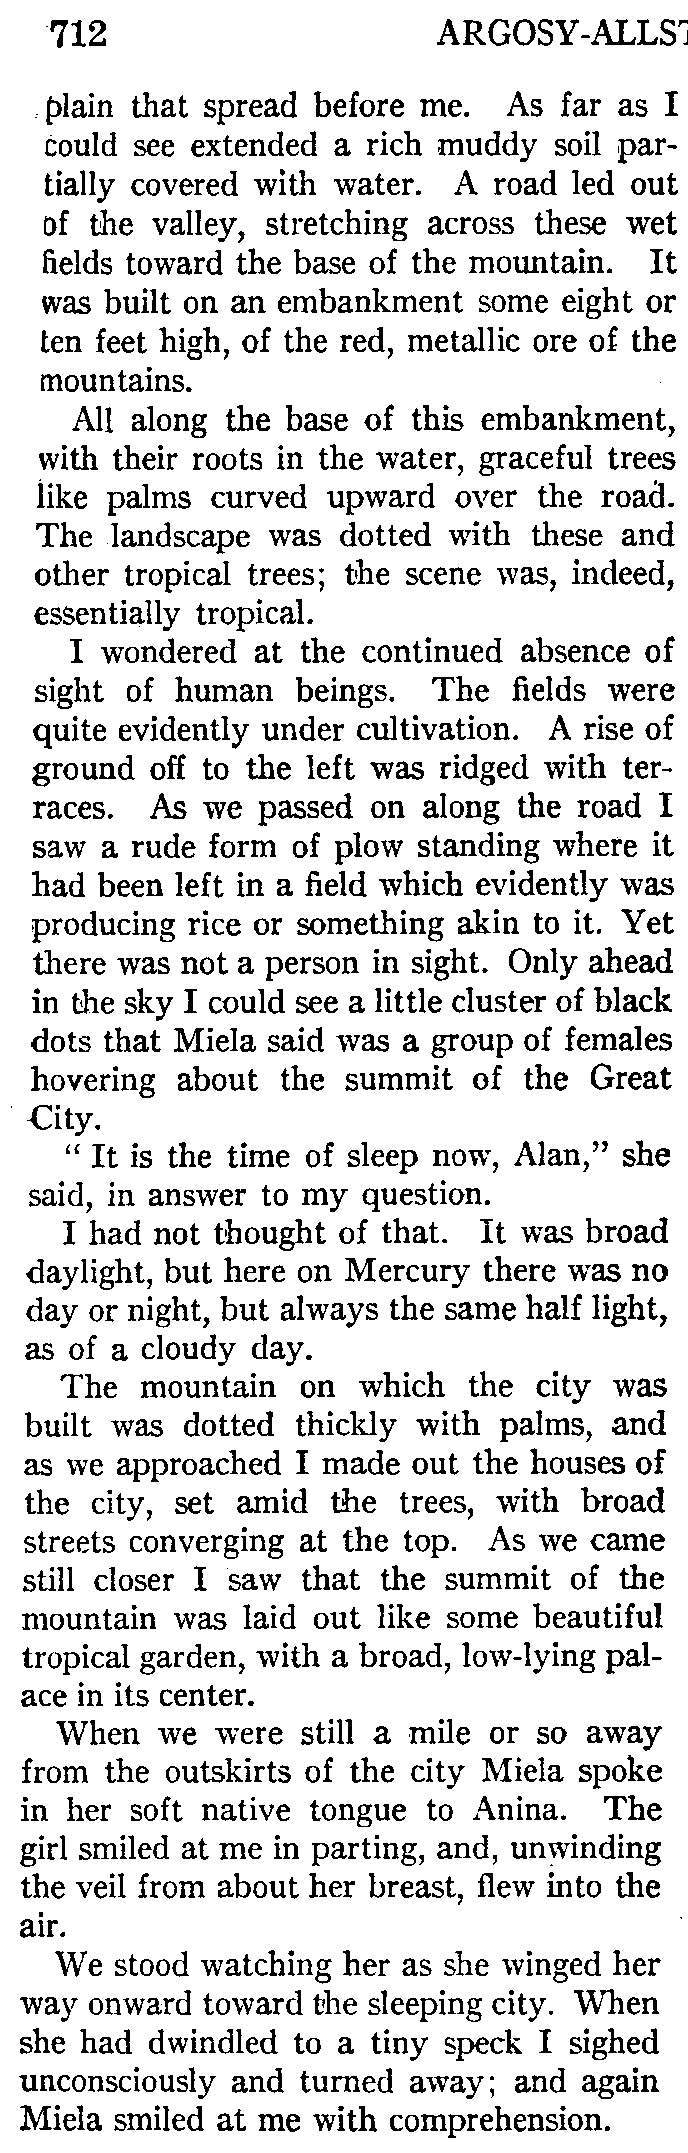 712 ARGOSY-ALLST
plain that spread before me. As far as I
could see extended a rich muddy soil par-
tially covered with water. A road led out
of the valley, stretching across these wet
fields toward the base of the mountain. It
was built on an embankment some eight or
ten feet high, of the red, metallic ore of the
mountains.
All along the base of this embankment,
with their roots in the water, graceful trees
like palms curved upward over the road.
The landscape was dotted with these and
other tropical trees; the scene was, indeed,
essentially tropical.
I wondered at the continued absence of
sight of human beings. The fields were
quite evidently under cultivation. A rise of
ground off to the left was ridged with ter-
races. As we passed on along the road I
saw a rude form of plow standing where it
had been left in a field which evidently was
producing rice or something akin to it. Yet
there was not a person in sight. Only ahead
in the sky I could see a little cluster of black
dots that Miela said was a group of females
hovering about the summit of the Great
City.
" It is the time of sleep now, Alan," she
said, in answer to my question.
I had not thought of that. It was broad
daylight, but here on Mercury there was no
day or night, but always the same half light,
as of a cloudy day.
The mountain on which the city was
built was dotted thickly with palms, and
as we approached I made out the houses of
the city, set amid the trees, with broad
streets converging at the top. As we came
still closer I saw that the summit of the
mountain was laid out like some beautiful
tropical garden, with a broad, low-lying pal-
ace in its center.
When we were still a mile or so away
from the outskirts of the city Miela spoke
in her soft native tongue to Anina. The
girl smiled at me in parting, and, unwinding
the veil from about her breast, flew into the
air.
We stood watching her as she winged her
way onward toward the sleeping city. When
she had dwindled to a tiny speck I sighed
unconsciously and turned away; and again
Miela smiled at me with comprehension.